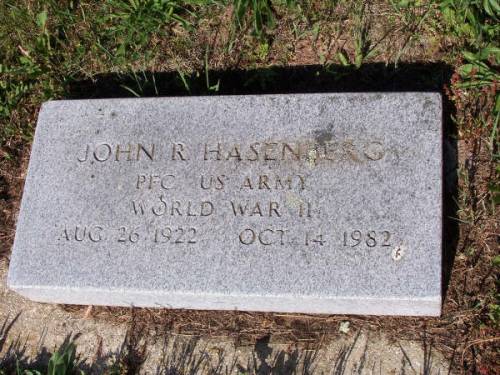 JOHN R HASENBERG
PFC US ARMY
WORLD WAR II
AUG 26 1922 OCT 14 1982